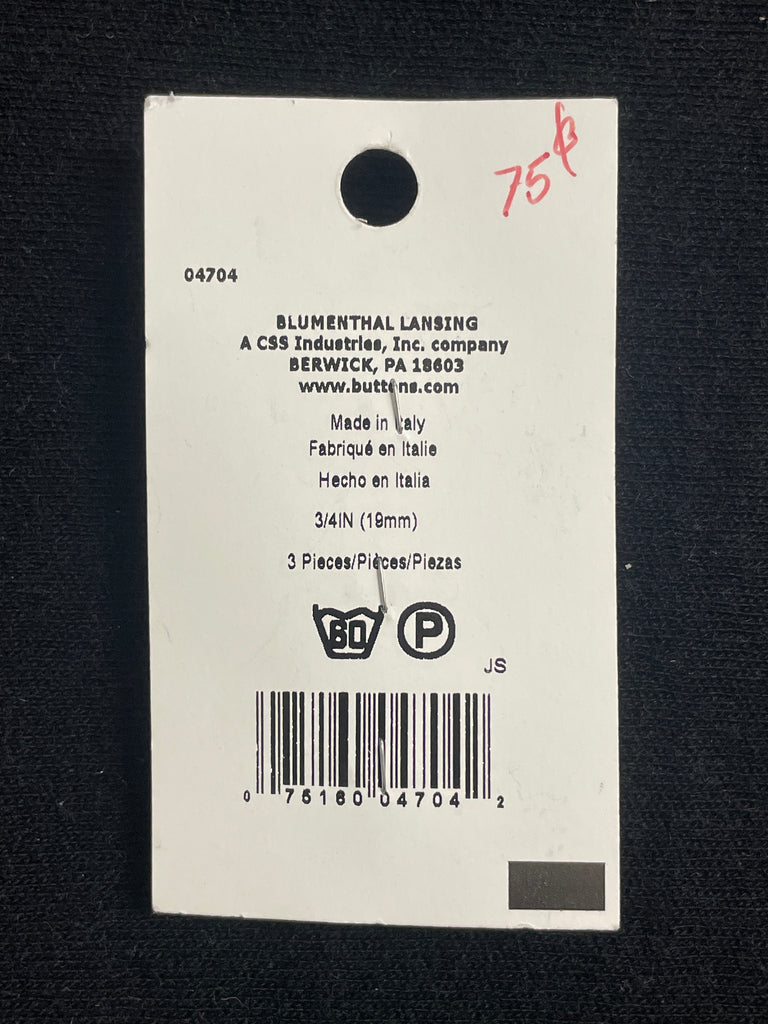 75¢
04704
BLUMENTHAL LANSING
A CSS Industries, Inc. company
BERWICK, PA 18603
www.buttons.com
Made in Italy
Fabriqué en Italie
Hecho en Italia
3/4IN (19mm)
3 Pieces/Pièces/Piezas
60 P
JS
0 75160 04704 2